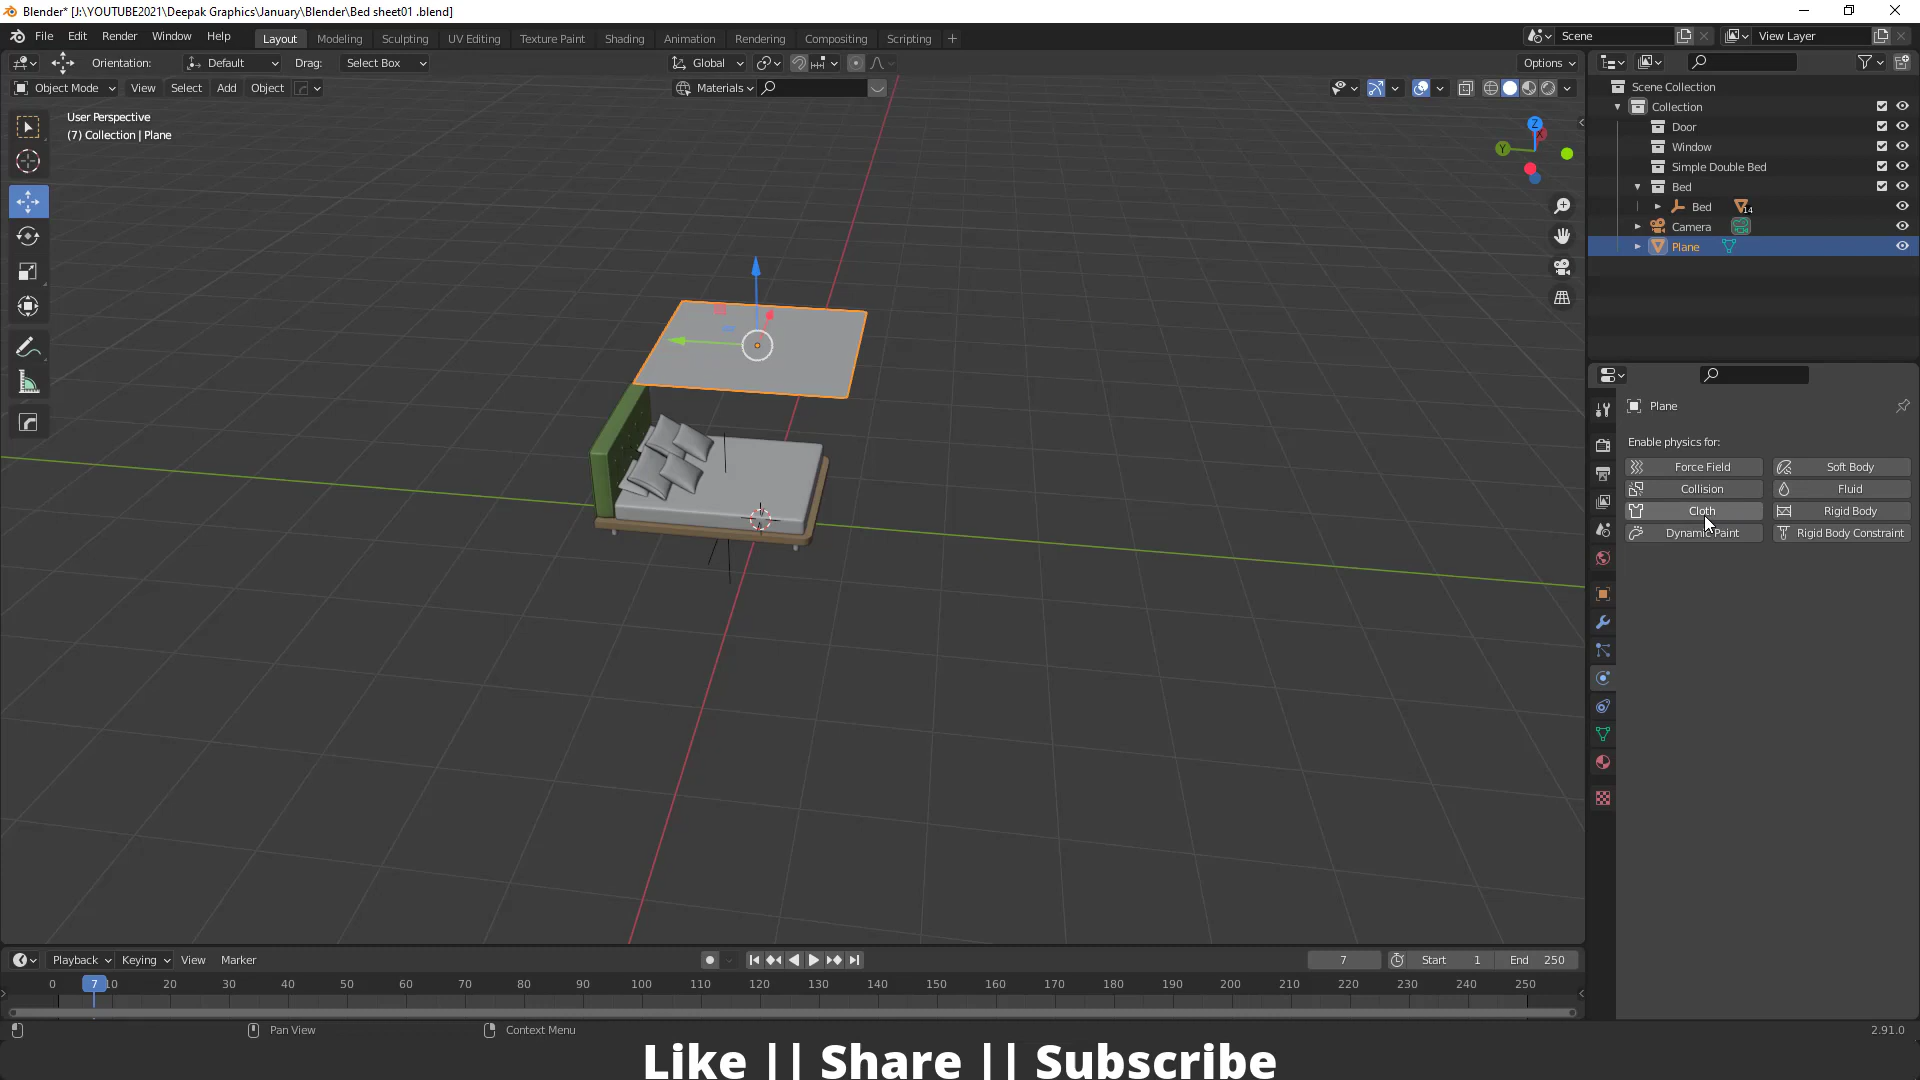 Blender* [J:\YOUTUBE2021\Deepak Graphics\January\Blender\Bed sheet01 .blend]
File Edit Render Window Help Layout Modeling Sculpting UV Editing Texture Paint Shading Animation Rendering Compositing Scripting + Scene View Layer
Orientation: Default Drag: Select Box Global Options
Object Mode View Select Add Object Materials
User Perspective
(7) Collection | Plane
Z
X
Y
Scene Collection
Collection
Door
Window
Simple Double Bed
Bed
Bed 14
Camera
Plane
Plane
Enable physics for:
Force Field Soft Body
Collision Fluid
Cloth Rigid Body
Dynamic Paint Rigid Body Constraint
Playback Keying View Marker 7 Start 1 End 250
0 7 10 20 30 40 50 60 70 80 90 100 110 120 130 140 150 160 170 180 190 200 210 220 230 240 250
Pan View Context Menu 2.91.0
Like || Share || Subscribe